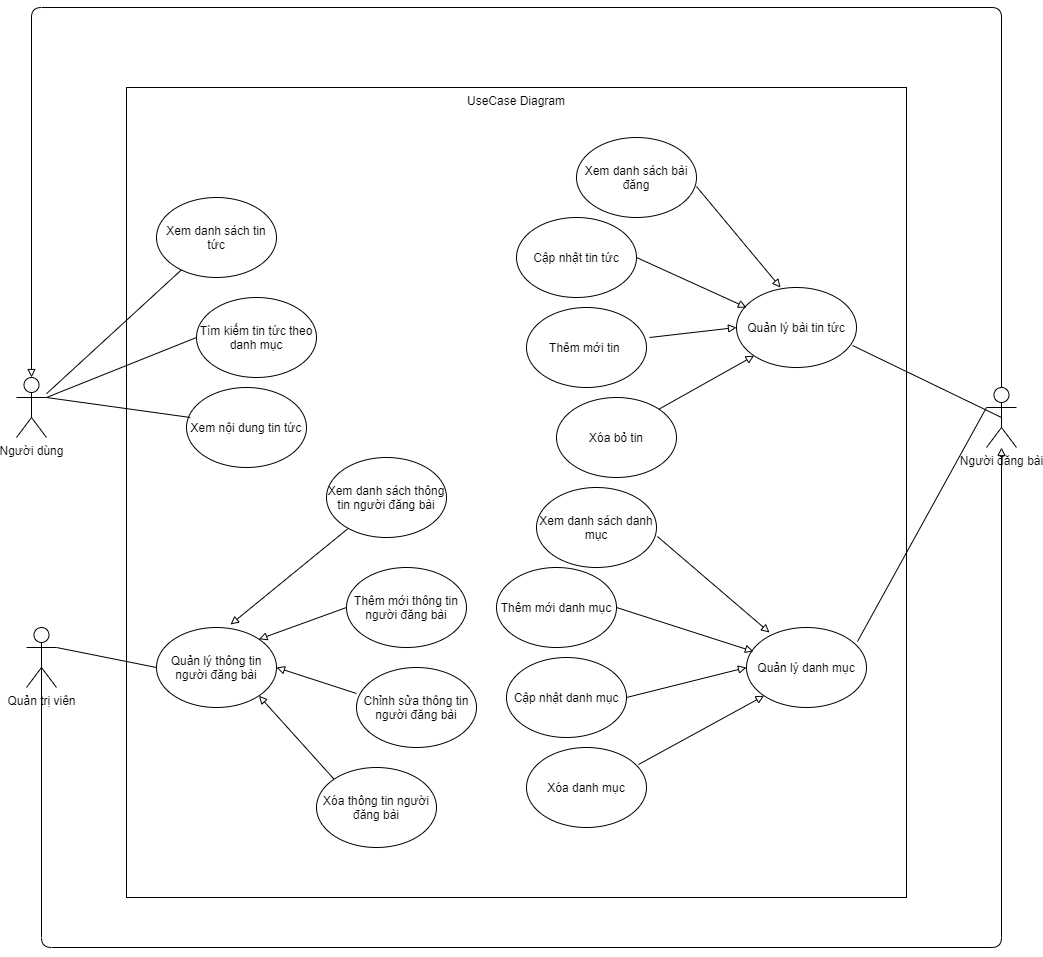 UseCase Diagram
Xem danh sách bài
đăng
Xem danh sách tin
tức
Cập nhật tin tức
Tìm kiếm tin tức theo
danh mục
Quản lý bài tin tức
Thêm mới tin
Xem nội dung tin tức
Xóa bỏ tin
Người dùng
Người đăng bài
Xem danh sách thông
tin người đăng bài
Xem danh sách danh
mục
Thêm mới thông tin
người đăng bài
Thêm mới danh mục
Quản lý thông tin
người đăng bài
Quản lý danh mục
Quản trị viên
Chỉnh sửa thông tin
người đăng bài
Cập nhật danh mục
Xóa danh mục
Xóa thông tin người
đăng bài